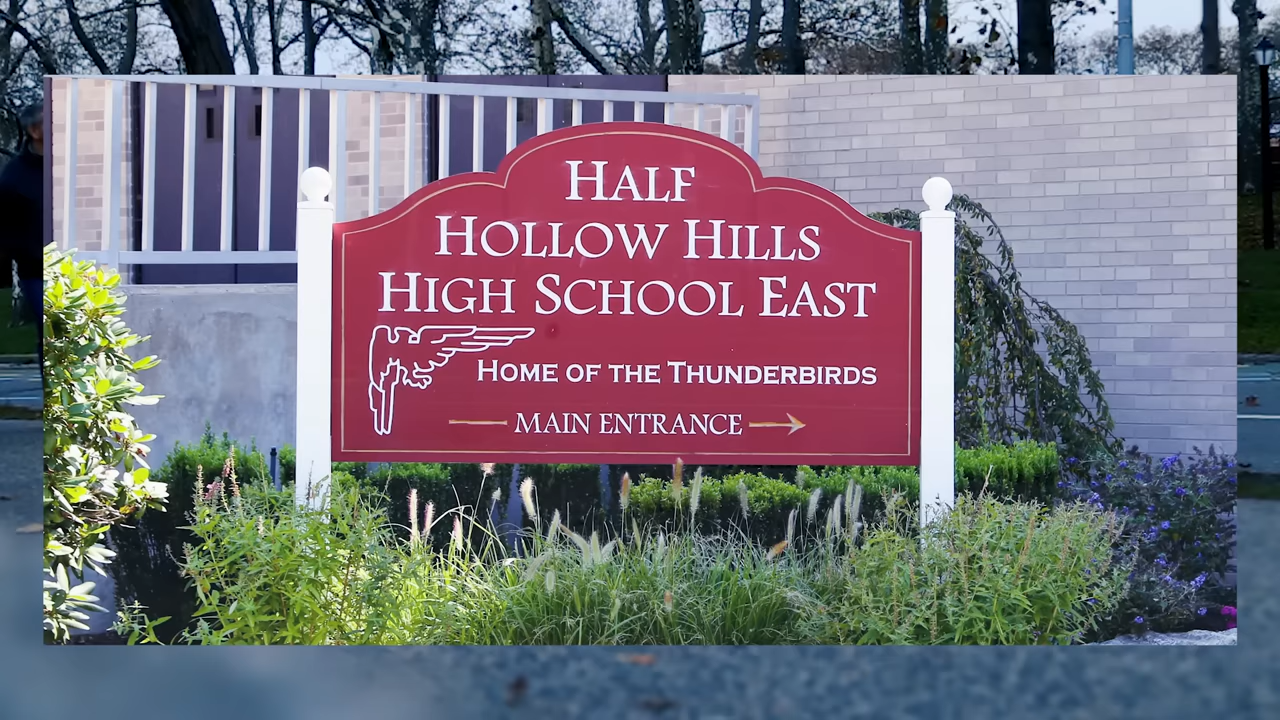 HALF
HOLLOW HILLS
HIGH SCHOOL EAST
HOME OF THE THUNDERBIRDS
MAIN ENTRANCE